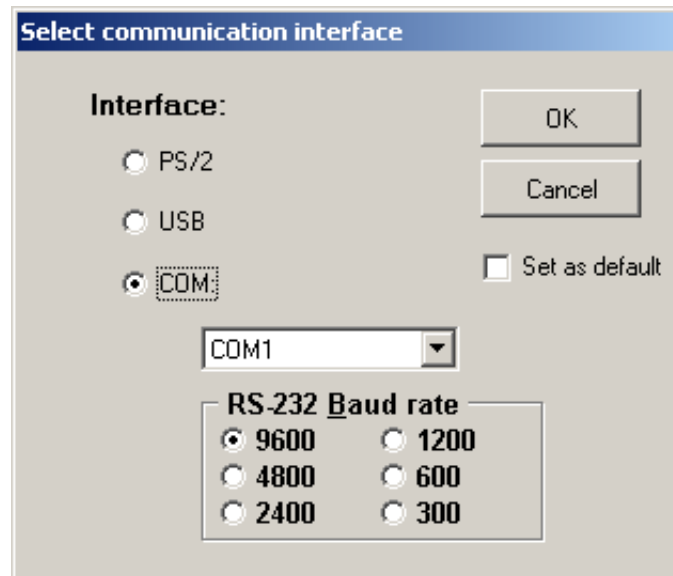 Select communication interface
Interface:
OK
PS/2
Cancel
USB
Set as default
COM:
COM1
RS-232 Baud rate
9600 1200
4800 600
2400 300